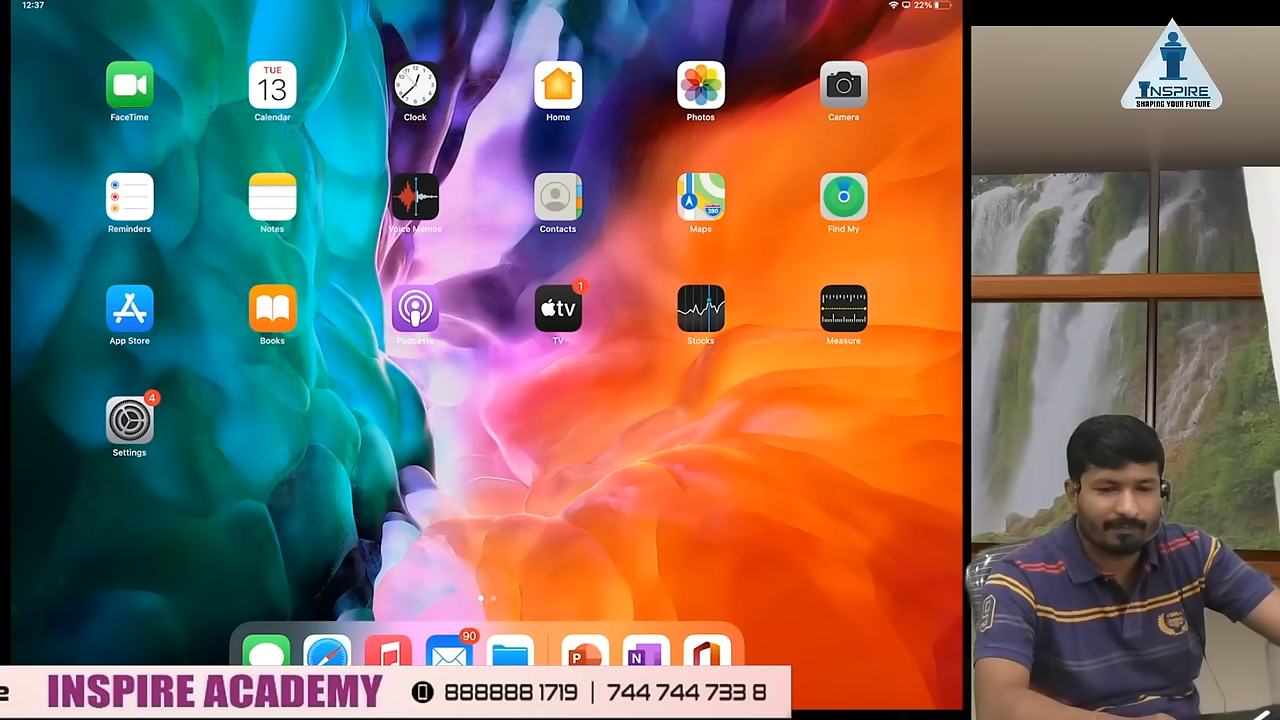 12:37
22%
INSPIRE
SHAPING YOUR FUTURE
TUE
13
FaceTime
Calendar
Clock
Home
Photos
Camera
Reminders
Notes
Voice Memos
Contacts
Maps
Find My
280
1
tv
App Store
Books
Podcasts
TV
Stocks
Measure
4
Settings
90
P
N
INSPIRE ACADEMY
888888 1719 | 744 744 733 8
9